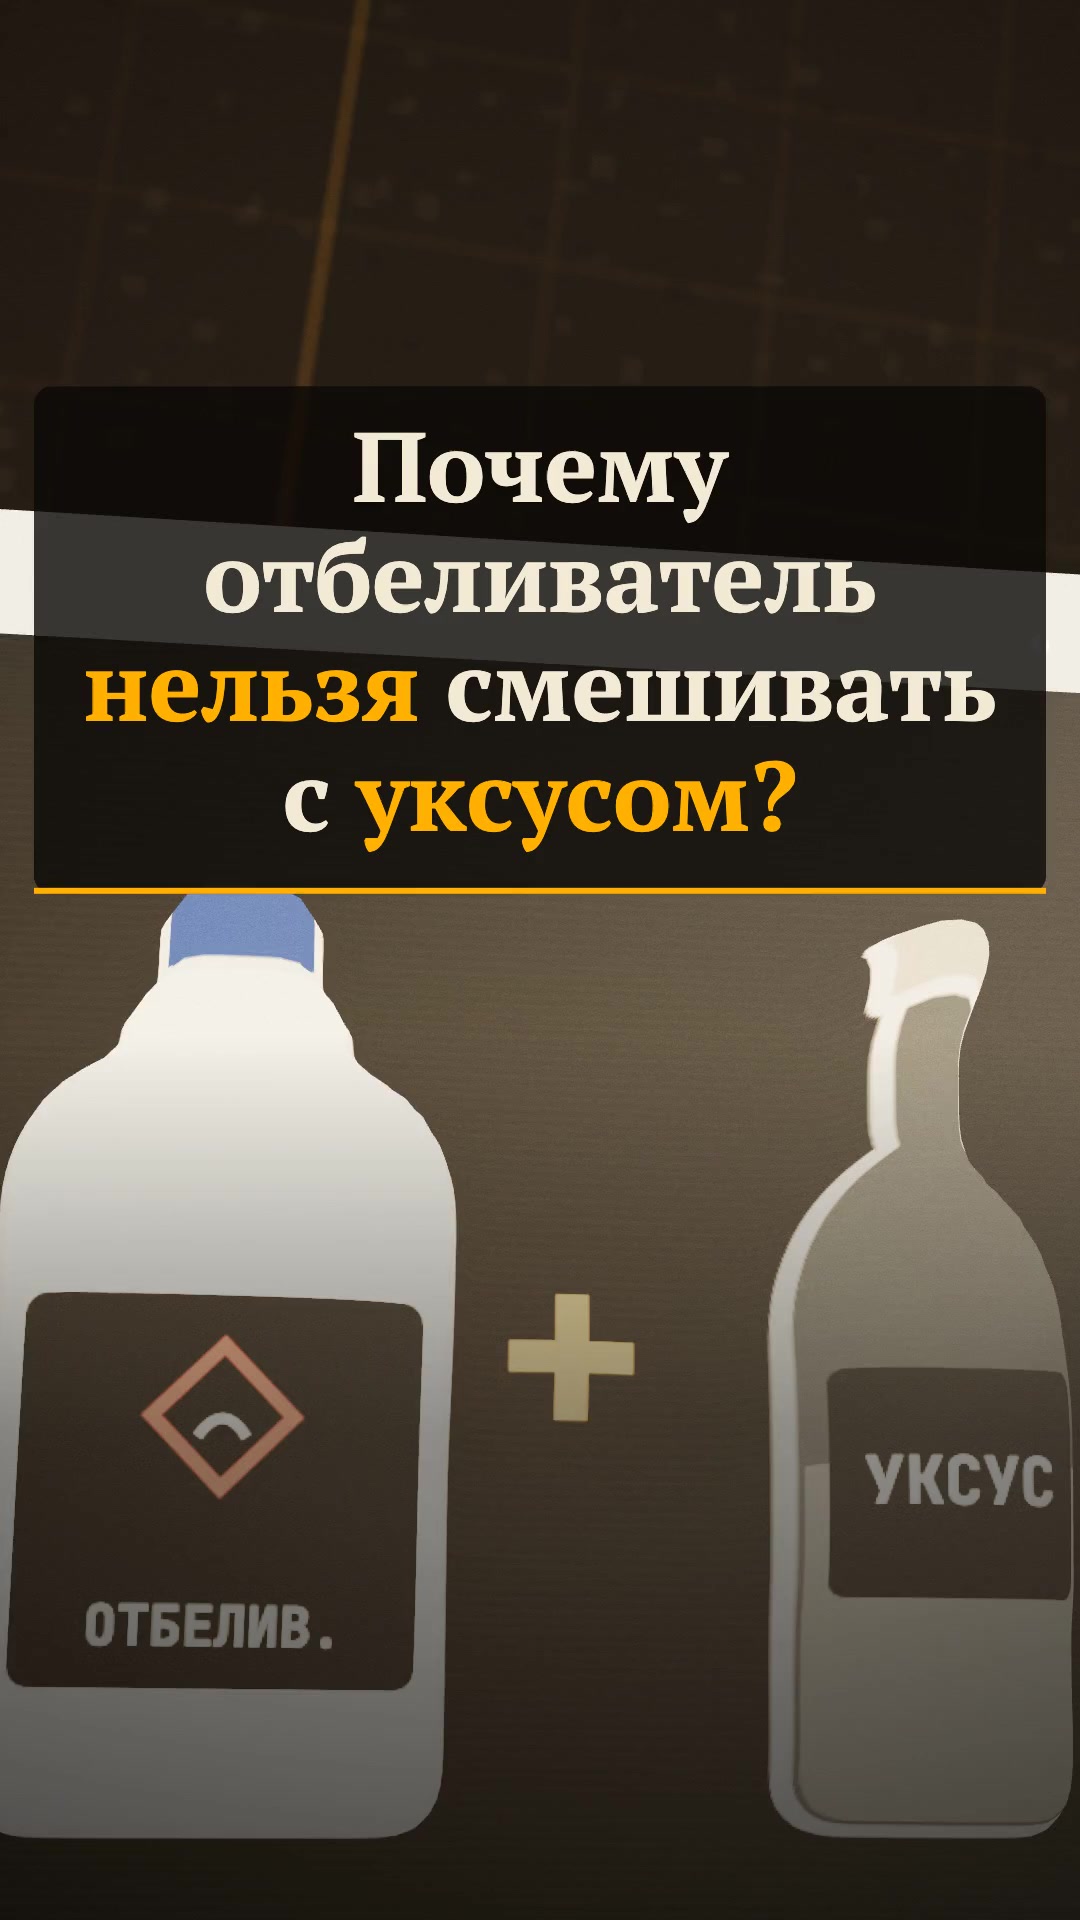 Почему
отбеливатель
нельзя смешивать
с уксусом?
ОТБЕЛИВ.
УКСУС